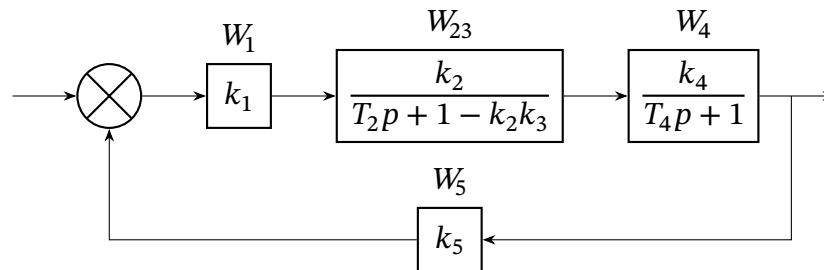 W₁
W₂₃
W₄
k₁
k₂
T₂p + 1 − k₂k₃
k₄
T₄p + 1
W₅
k₅